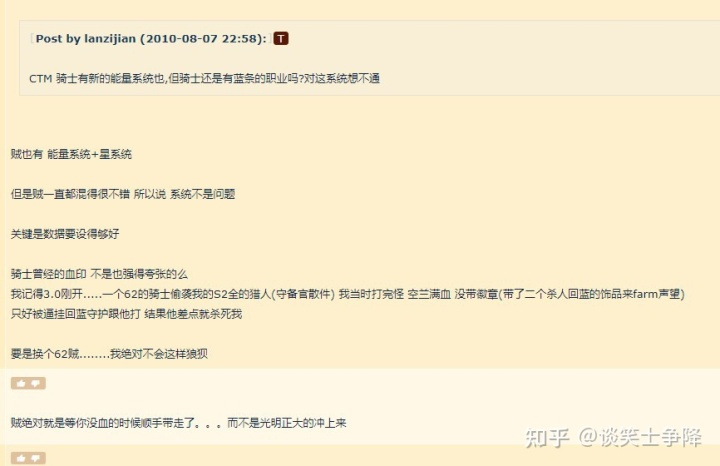 Post by lanzijian (2010-08-07 22:58): T
CTM 骑士有新的能量系统也,但骑士还是有蓝条的职业吗?对这系统想不通
贼也有 能量系统+星系统
但是贼一直都混得很不错 所以说 系统不是问题
关键是数据要设得够好
骑士曾经的血印 不是也强得夸张的么
我记得3.0刚开.....一个62的骑士偷袭我的S2全的猎人(守备官散件) 我当时打完怪 空兰满血 没带徽章(带了二个杀人回蓝的饰品来farm声望)
只好被逼挂回蓝守护跟他打 结果他差点就杀死我
要是换个62贼........我绝对不会这样狼狈
贼绝对就是等你没血的时候顺手带走了。。。而不是光明正大的冲上来
知乎 @谈笑士争降